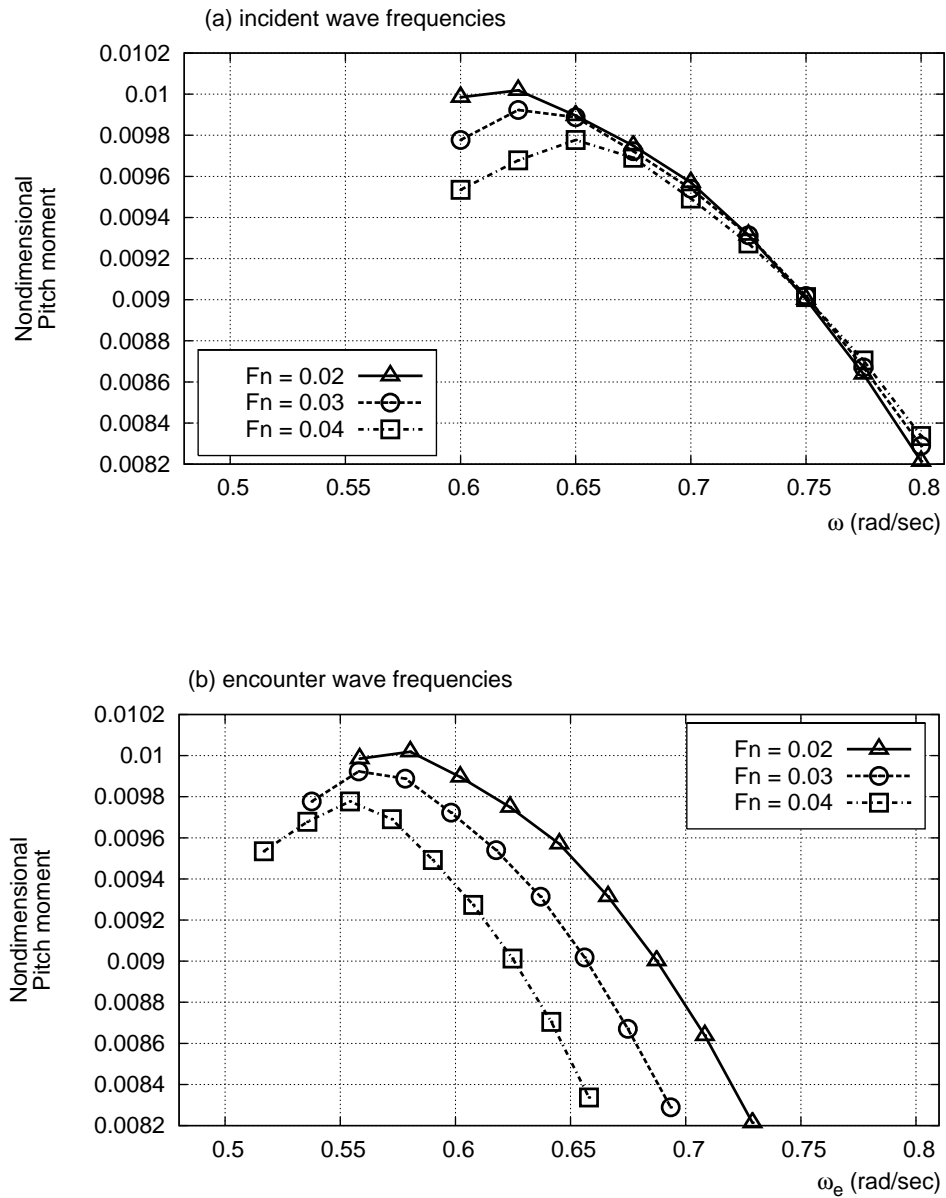 (a) incident wave frequencies
0.0102
0.01
0.0098
0.0096
0.0094
0.0092
0.009
0.0088
0.0086
0.0084
0.0082
Nondimensional
Pitch moment
Fn = 0.02
Fn = 0.03
Fn = 0.04
0.5 0.55 0.6 0.65 0.7 0.75 0.8
ω (rad/sec)
(b) encounter wave frequencies
0.0102
0.01
0.0098
0.0096
0.0094
0.0092
0.009
0.0088
0.0086
0.0084
0.0082
Nondimensional
Pitch moment
Fn = 0.02
Fn = 0.03
Fn = 0.04
0.5 0.55 0.6 0.65 0.7 0.75 0.8
ωe (rad/sec)